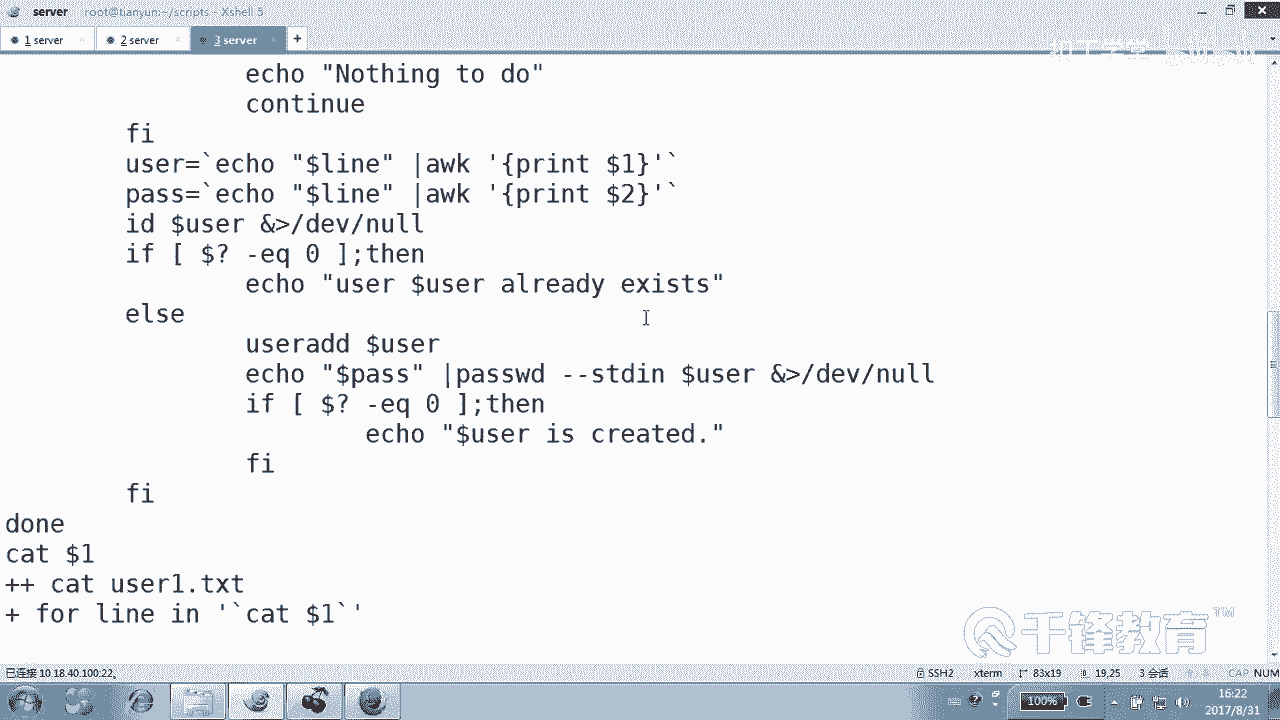 server root@tianyun:~/scripts - Xshell 5
1 server 2 server 3 server +
echo "Nothing to do"
continue
fi
user=`echo "$line" |awk '{print $1}'`
pass=`echo "$line" |awk '{print $2}'`
id $user &>/dev/null
if [ $? -eq 0 ];then
echo "user $user already exists"
else
useradd $user
echo "$pass" |passwd --stdin $user &>/dev/null
if [ $? -eq 0 ];then
echo "$user is created."
fi
fi
done
cat $1
++ cat user1.txt
+ for line in '`cat $1`'
千锋教育 TM
已连接 10.18.40.100:22。 SSH2 xterm 83x19 19,25 3 会话 CAP NUM
100% 16:22
2017/8/31